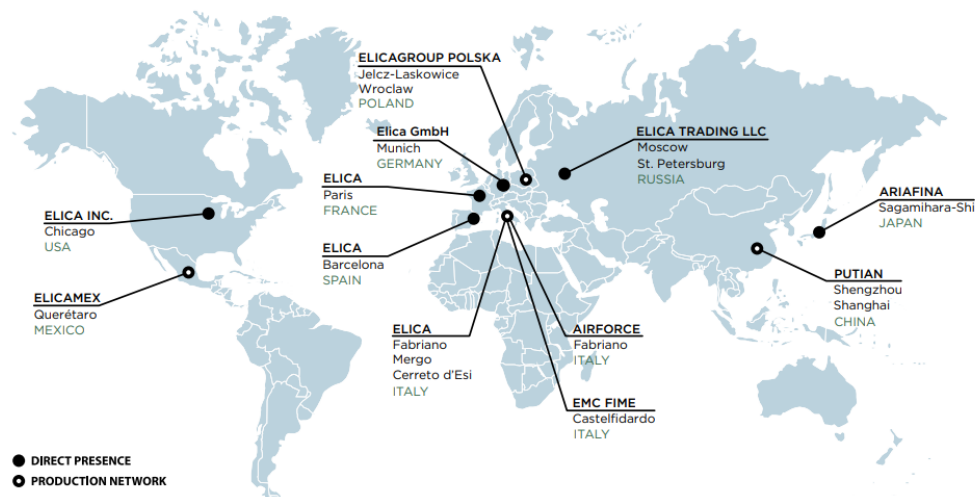 ELICAGROUP POLSKA
Jelcz-Laskowice
Wroclaw
POLAND
Elica GmbH
Munich
GERMANY
ELICA TRADING LLC
Moscow
St. Petersburg
RUSSIA
ELICA
Paris
FRANCE
ARIAFINA
Sagamihara-Shi
JAPAN
ELICA INC.
Chicago
USA
ELICA
Barcelona
SPAIN
PUTIAN
Shengzhou
Shanghai
CHINA
ELICAMEX
Querétaro
MEXICO
ELICA
Fabriano
Mergo
Cerreto d'Esi
ITALY
AIRFORCE
Fabriano
ITALY
EMC FIME
Castelfidardo
ITALY
DIRECT PRESENCE
PRODUCTION NETWORK